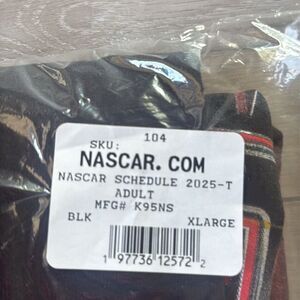 104
SKU:
NASCAR.COM
NASCAR SCHEDULE 2025-T
ADULT
MFG# K95NS
BLK XLARGE
1 97736 12572 2